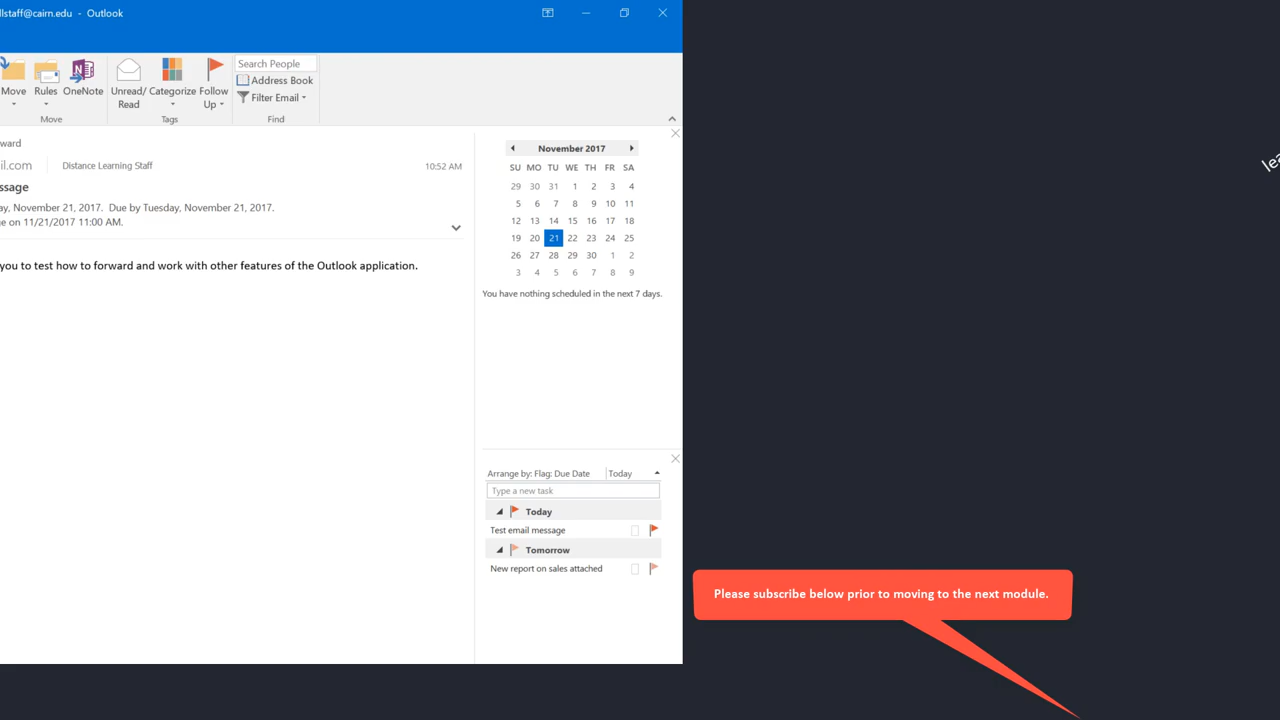 llstaff@cairn.edu - Outlook
Move
Rules
OneNote
Unread/
Read
Categorize
Follow
Up
Search People
Address Book
Filter Email
Move
Tags
Find
ward
il.com
Distance Learning Staff
10:52 AM
ssage
ay, November 21, 2017. Due by Tuesday, November 21, 2017.
e on 11/21/2017 11:00 AM.
you to test how to forward and work with other features of the Outlook application.
November 2017
SU MO TU WE TH FR SA
29 30 31 1 2 3 4
5 6 7 8 9 10 11
12 13 14 15 16 17 18
19 20 21 22 23 24 25
26 27 28 29 30 1 2
3 4 5 6 7 8 9
You have nothing scheduled in the next 7 days.
Arrange by: Flag: Due Date Today
Type a new task
Today
Test email message
Tomorrow
New report on sales attached
Please subscribe below prior to moving to the next module.